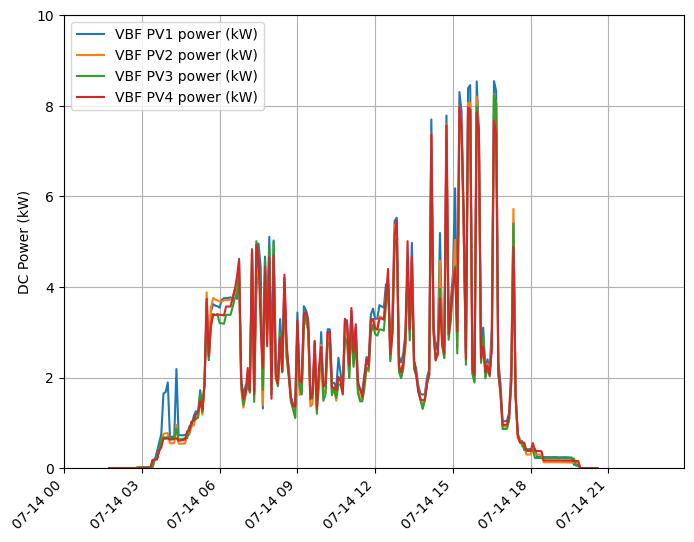 10
8
6
4
2
0
DC Power (kW)
VBF PV1 power (kW)
VBF PV2 power (kW)
VBF PV3 power (kW)
VBF PV4 power (kW)
07-14 00
07-14 03
07-14 06
07-14 09
07-14 12
07-14 15
07-14 18
07-14 21